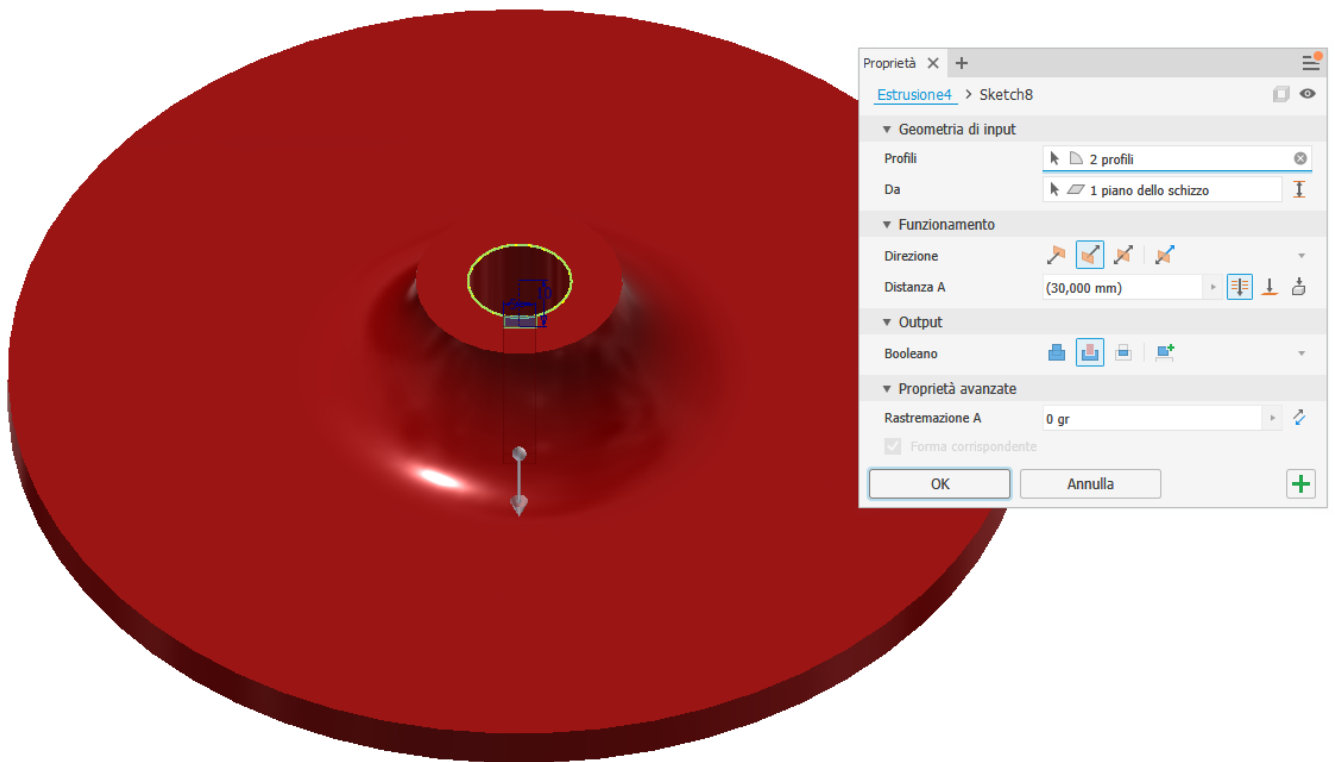 Proprietà
Estrusione4 > Sketch8
Geometria di input
Profili 2 profili
Da 1 piano dello schizzo
Funzionamento
Direzione
Distanza A (30,000 mm)
Output
Booleano
Proprietà avanzate
Rastremazione A 0 gr
Forma corrispondente
OK Annulla